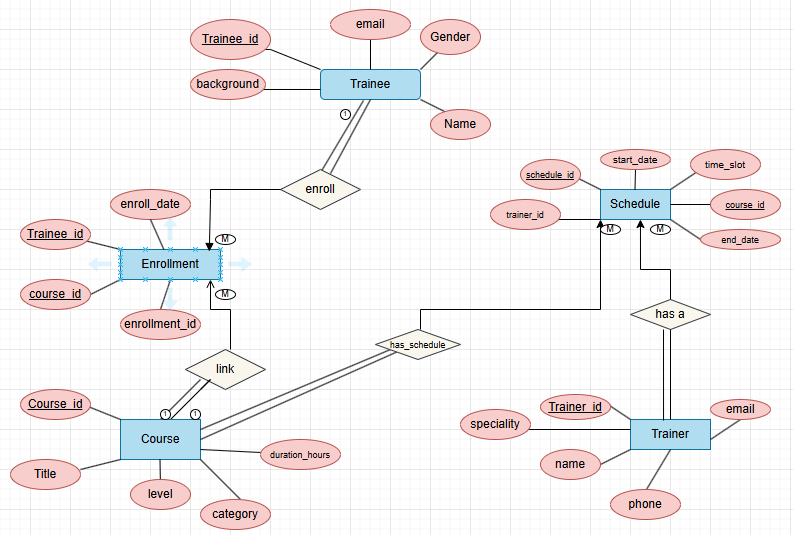 email
Trainee_id
Gender
background
Trainee
Name
1
enroll
start_date
time_slot
schedule_id
Schedule
course_id
trainer_id
M
end_date
enroll_date
Trainee_id
M
Enrollment
course_id
M
enrollment_id
has a
has_schedule
link
Course_id
1
1
Trainer_id
email
speciality
Trainer
Course
duration_hours
name
Title
level
category
phone
M